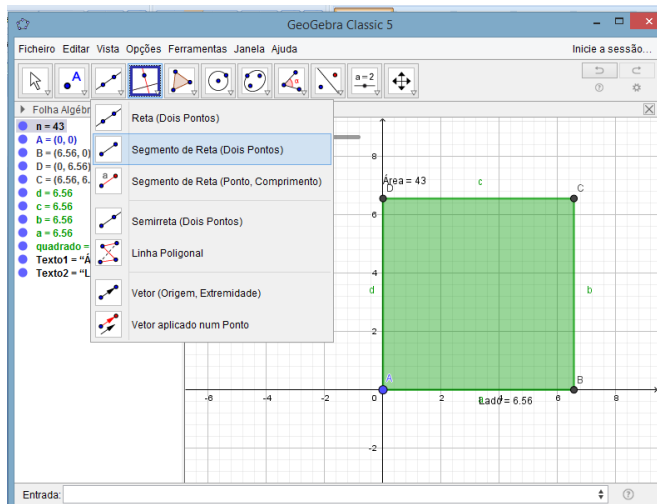 GeoGebra Classic 5
Ficheiro Editar Vista Opções Ferramentas Janela Ajuda
Inicie a sessão...
A
α
a=2
Folha Algébr
n = 43
A = (0, 0)
B = (6.56, 0)
D = (0, 6.56)
C = (6.56, 6.
d = 6.56
c = 6.56
b = 6.56
a = 6.56
quadrado =
Texto1 = “Á
Texto2 = “L
Reta (Dois Pontos)
Segmento de Reta (Dois Pontos)
a
Segmento de Reta (Ponto, Comprimento)
Semirreta (Dois Pontos)
Linha Poligonal
Vetor (Origem, Extremidade)
Vetor aplicado num Ponto
8
Área = 43
D
c
C
6
4
d
b
2
A
B
-6 -4 -2 0 2 4 6 8
Lado = 6.56
-2
Entrada: